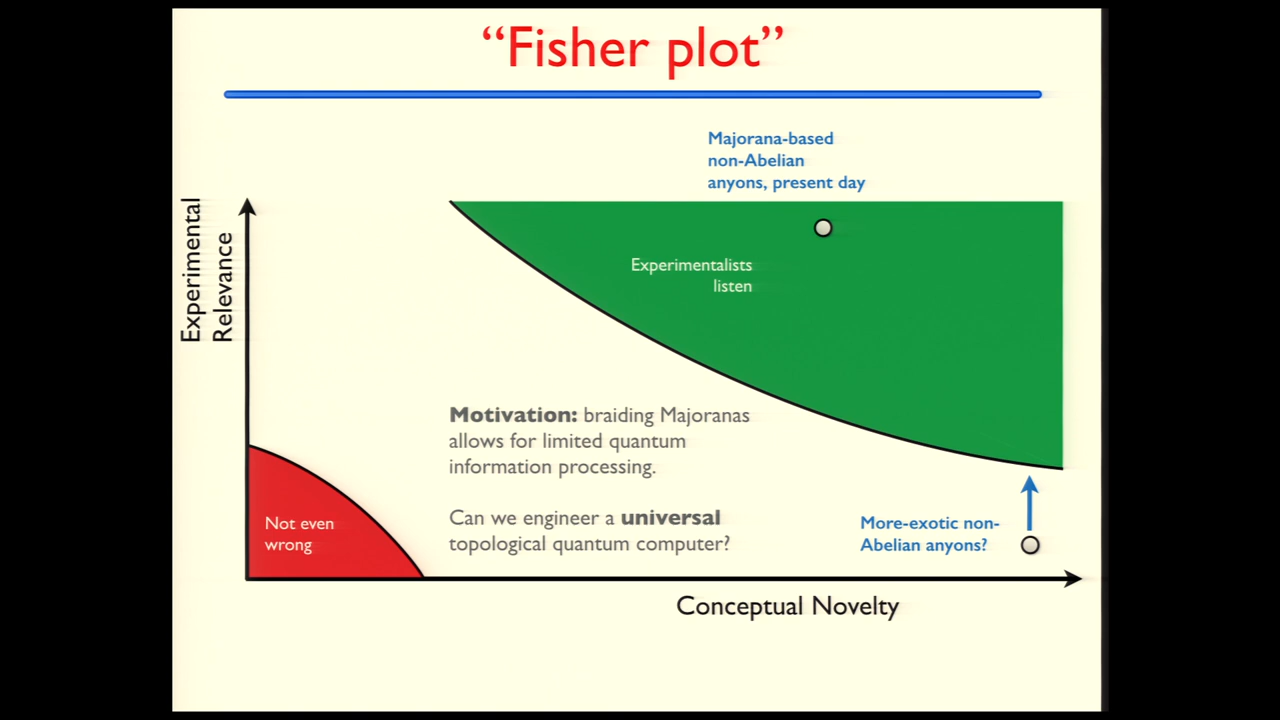 “Fisher plot”
Majorana-based
non-Abelian
anyons, present day
Experimental
Relevance
Experimentalists
listen
Motivation: braiding Majoranas
allows for limited quantum
information processing.
Can we engineer a universal
topological quantum computer?
Not even
wrong
More-exotic non-
Abelian anyons?
Conceptual Novelty